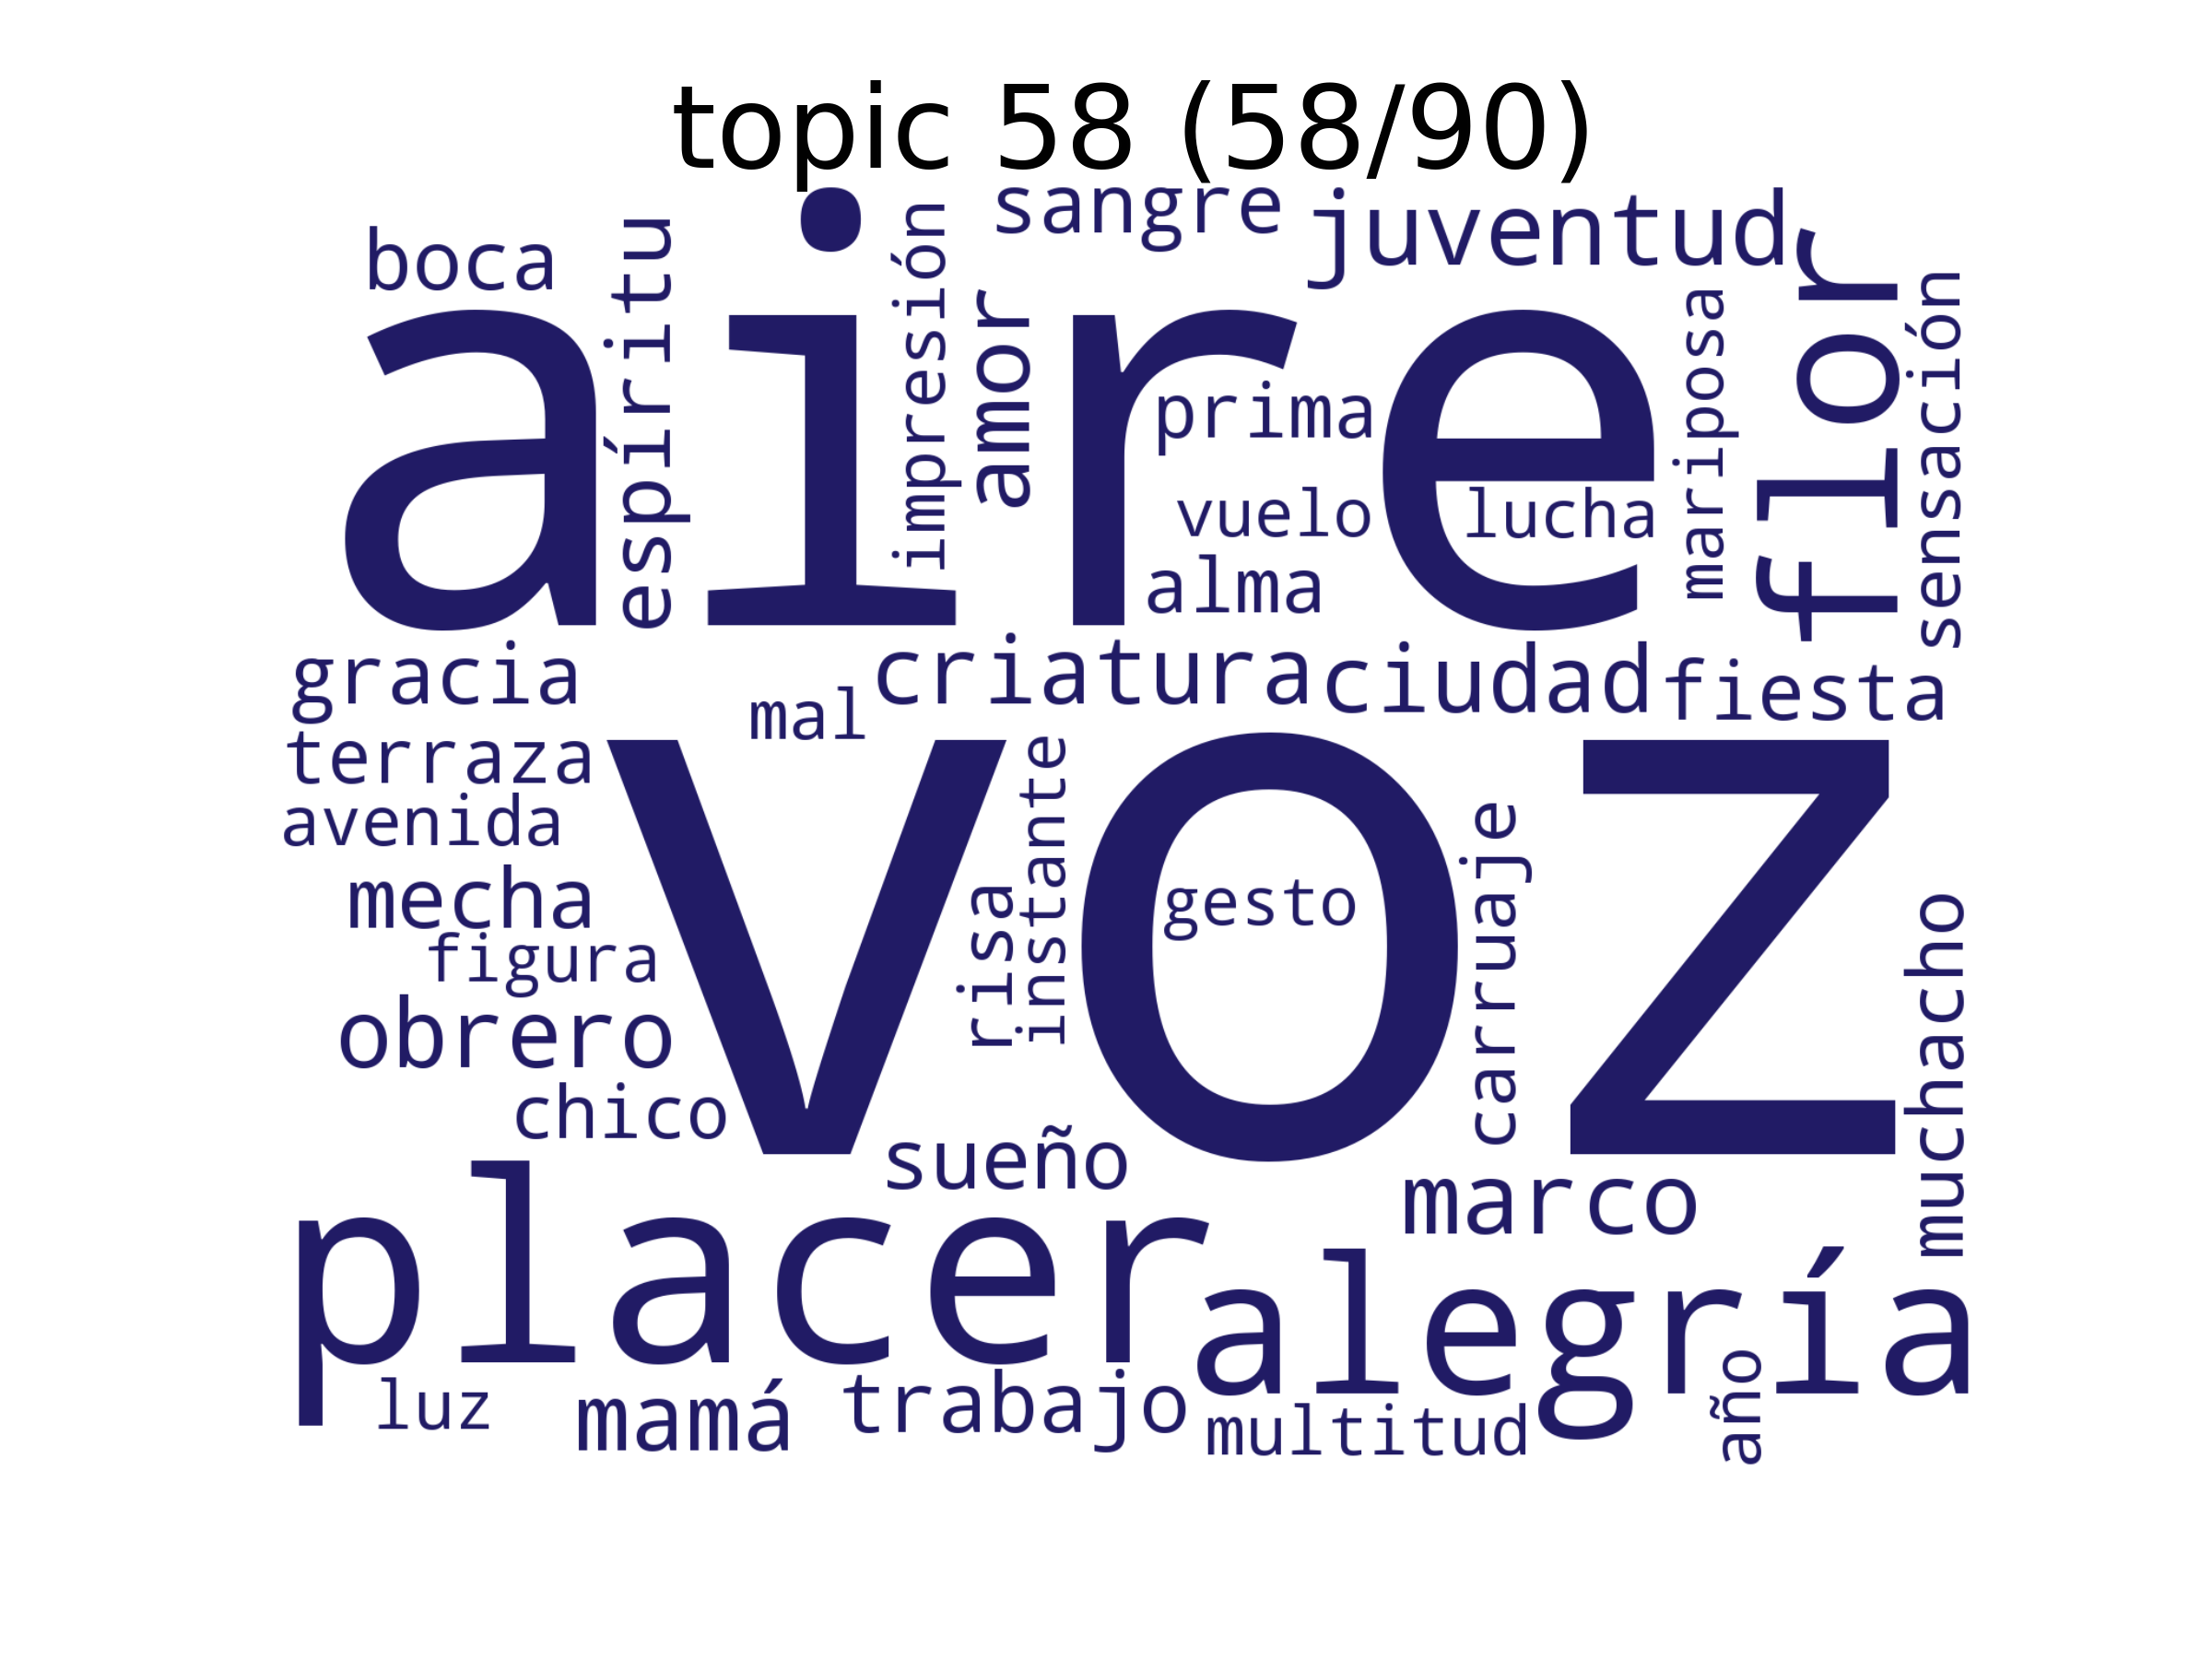 topic 58 (58/90)
sangre
juventud
boca
espíritu
impresión
amor
aire
prima
vuelo
lucha
alma
mariposa
flor
sensación
gracia
criatura
ciudad
fiesta
mal
terraza
avenida
mecha
figura
obrero
chico
voz
risa
instante
gesto
carruaje
muchacho
sueño
marco
placer
alegría
luz
mamá
trabajo
multitud
año